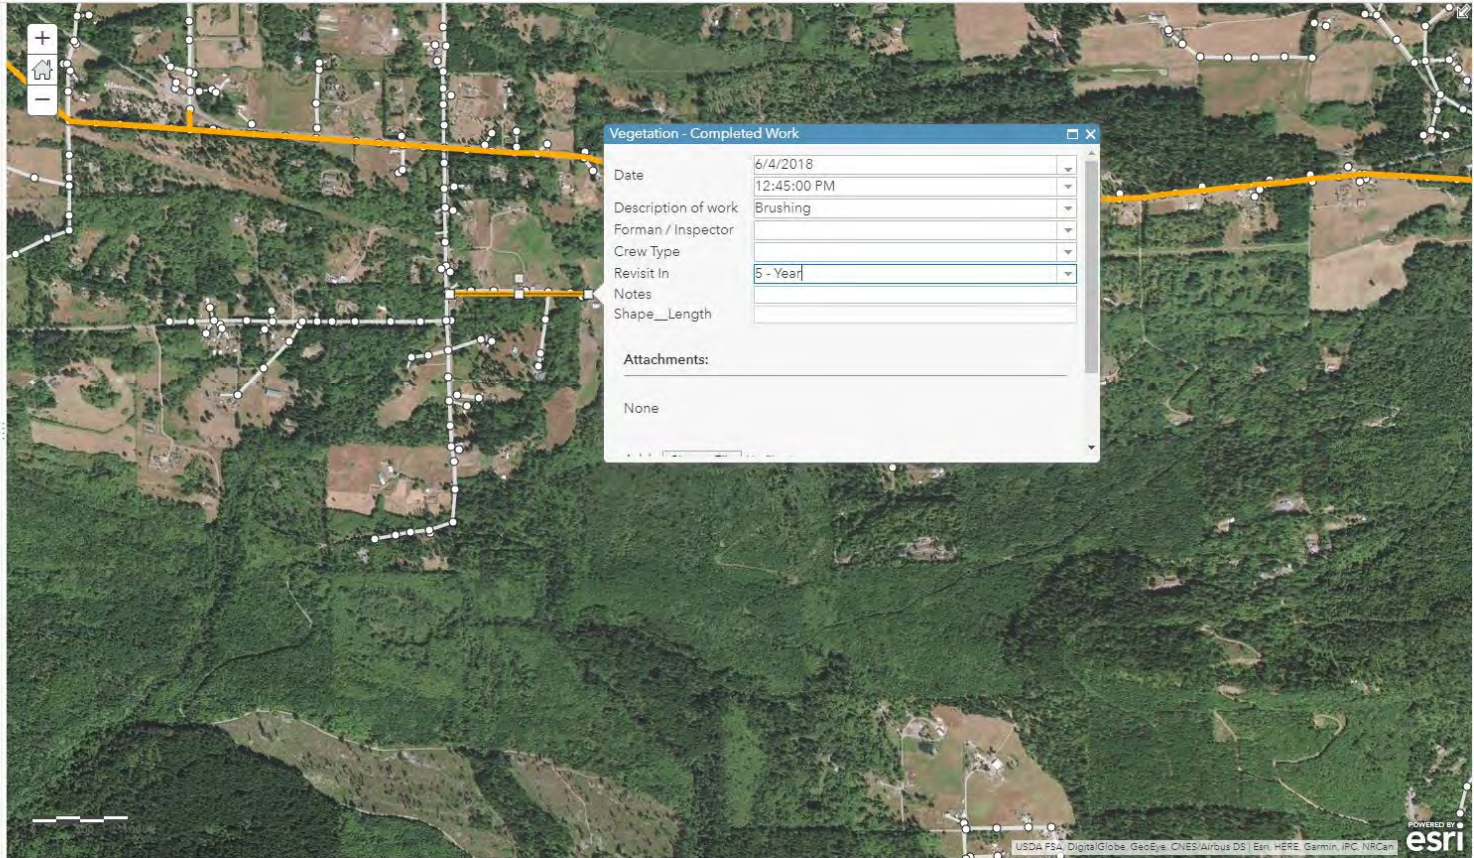 +
−
Vegetation - Completed Work
Date
6/4/2018
12:45:00 PM
Description of work Brushing
Forman / Inspector
Crew Type
Revisit In 5 - Year
Notes
Shape__Length
Attachments:
None
USDA FSA, DigitalGlobe, GeoEye, CNES/Airbus DS | Esri, HERE, Garmin, iPC, NRCan
POWERED BY
esri